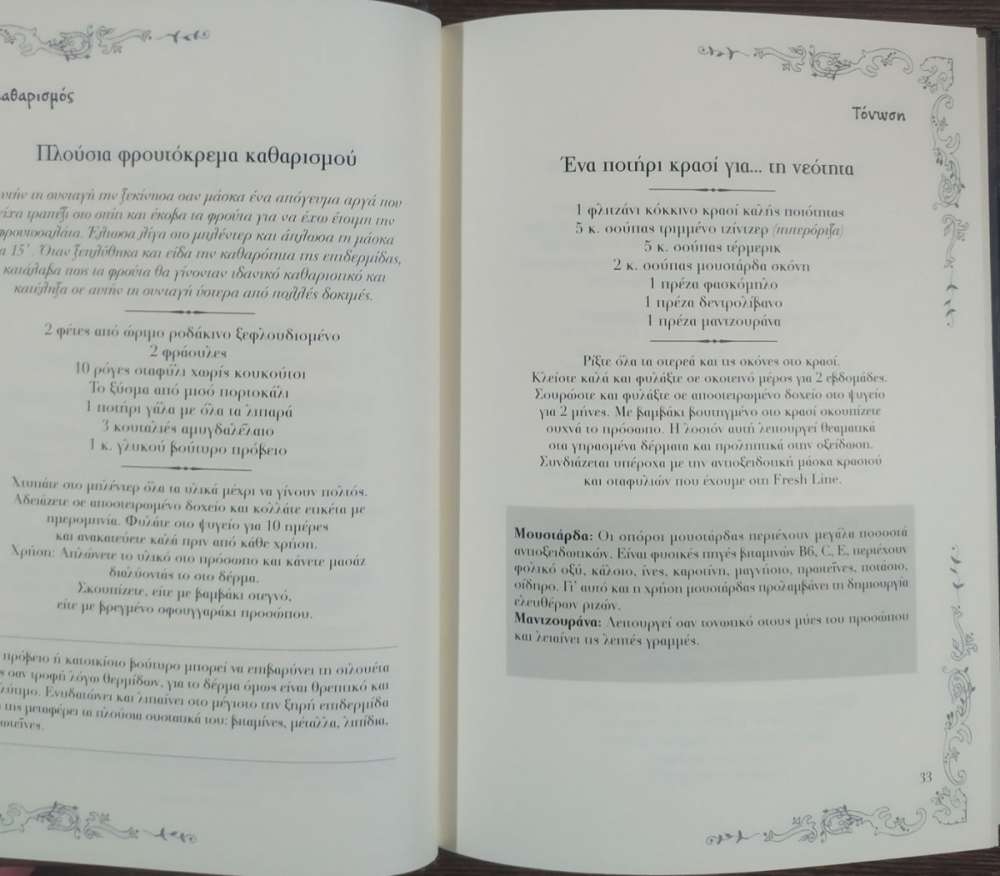 αθαρισμός
Πλούσια φρουτόκρεμα καθαρισμού
υτήν τη συνταγή την ξεκίνησα σαν μάσκα ένα απόγευμα αργά που
είχα τραπέζι στο σπίτι και έκοβα τα φρούτα για να έχω έτοιμη την
φρουτοσαλάτα. Έλιωσα λίγα στο μπλέντερ και άπλωσα τη μάσκα
α 15'. Όταν ξεπλύθηκα και είδα την καθαρότητα της επιδερμίδας,
κατάλαβα πως τα φρούτα θα γίνονταν ιδανικό καθαριστικό και
κατέληξα σε αυτήν τη συνταγή ύστερα από πολλές δοκιμές.
2 φέτες από ώριμο ροδάκινο ξεφλουδισμένο
2 φράουλες
10 ρόγες σταφύλι χωρίς κουκούτσι
Το ξύσμα από μισό πορτοκάλι
1 ποτήρι γάλα με όλα τα λιπαρά
3 κουταλιές αμυγδαλέλαιο
1 κ. γλυκού βούτυρο πρόβειο
Χτυπάτε στο μπλέντερ όλα τα υλικά μέχρι να γίνουν πολτός.
Αδειάζετε σε αποστειρωμένο δοχείο και κολλάτε ετικέτα με
ημερομηνία. Φυλάτε στο ψυγείο για 10 ημέρες
και ανακατεύετε καλά πριν από κάθε χρήση.
Χρήση: Απλώνετε το υλικό στο πρόσωπο και κάνετε μασάζ
διαλύοντάς το στο δέρμα.
Σκουπίζετε, είτε με βαμβάκι στεγνό,
είτε με βρεγμένο σφουγγαράκι προσώπου.
πρόβειο ή κατσικίσιο βούτυρο μπορεί να επιβαρύνει τη σιλουέτα
ς σαν τροφή λόγω θερμίδων, για το δέρμα όμως είναι θρεπτικό και
λύτιμο. Ενυδατώνει και λιπαίνει στο μέγιστο την ξηρή επιδερμίδα
της μεταφέρει τα πλούσια συστατικά του: βιταμίνες, μέταλλα, λιπίδια,
ωτεΐνες.
Τόνωση
Ένα ποτήρι κρασί για... τη νεότητα
1 φλιτζάνι κόκκινο κρασί καλής ποιότητας
5 κ. σούπας τριμμένο τζίντζερ (πιπερόριζα)
5 κ. σούπας τέρμερικ
2 κ. σούπας μουστάρδα σκόνη
1 πρέζα φασκόμηλο
1 πρέζα δεντρολίβανο
1 πρέζα μαντζουράνα
Ρίξτε όλα τα στερεά και τις σκόνες στο κρασί.
Κλείστε καλά και φυλάξτε σε σκοτεινό μέρος για 2 εβδομάδες.
Σουρώστε και φυλάξτε σε αποστειρωμένο δοχείο στο ψυγείο
για 2 μήνες. Με βαμβάκι βουτηγμένο στο κρασί σκουπίζετε
συχνά το πρόσωπο. Η λοσιόν αυτή λειτουργεί θεαματικά
στα γηρασμένα δέρματα και προληπτικά στην οξείδωση.
Συνδυάζεται υπέροχα με την αντιοξειδωτική μάσκα κρασιού
και σταφυλιών που έχουμε στη Fresh Line.
Μουστάρδα: Οι σπόροι μουστάρδας περιέχουν μεγάλα ποσοστά
αντιοξειδωτικών. Είναι φυσικές πηγές βιταμινών B6, C, E, περιέχουν
φολικό οξύ, κάλσιο, ίνες, καροτίνη, μαγνήσιο, πρωτεΐνες, ποτάσιο,
σίδηρο. Γι' αυτό και η χρήση μουστάρδας προλαμβάνει τη δημιουργία
ελευθέρων ριζών.
Μαντζουράνα: Λειτουργεί σαν τονωτικό στους μύες του προσώπου
και λεπταίνει τις λεπτές γραμμές.
33